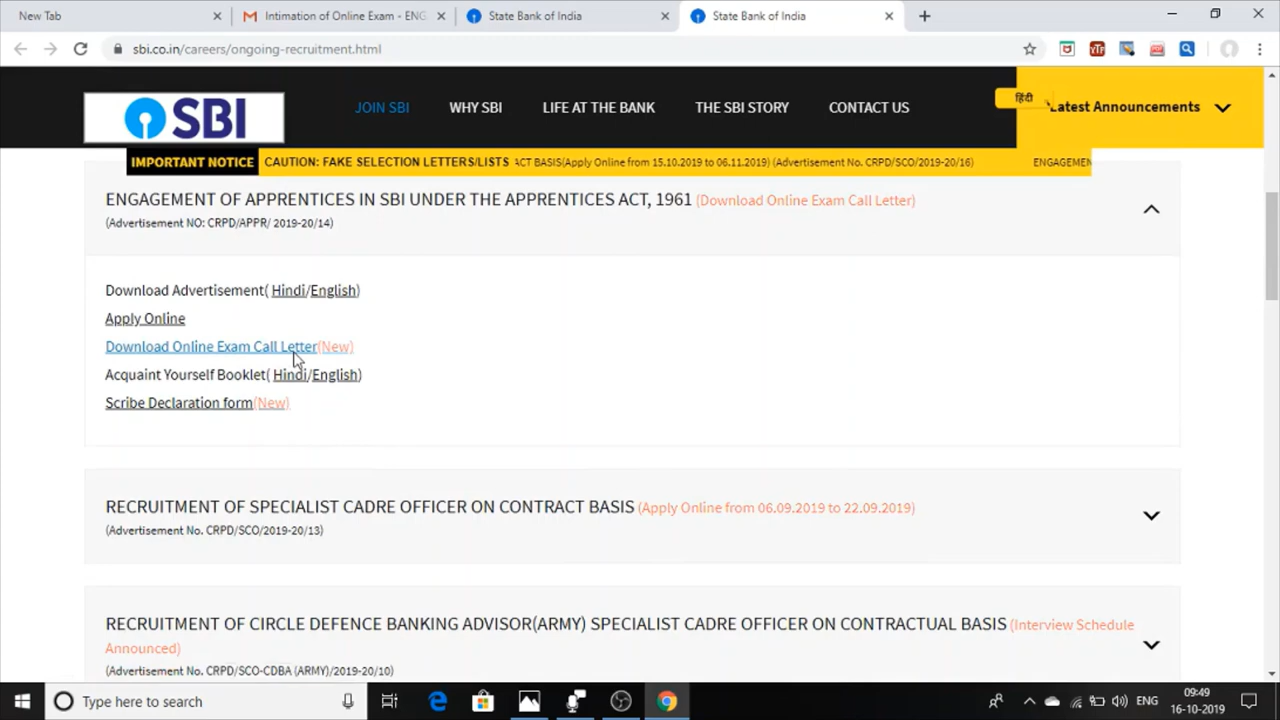 New Tab
Intimation of Online Exam - ENG
State Bank of India
State Bank of India
sbi.co.in/careers/ongoing-recruitment.html
SBI
JOIN SBI
WHY SBI
LIFE AT THE BANK
THE SBI STORY
CONTACT US
हिंदी
Latest Announcements
IMPORTANT NOTICE
CAUTION: FAKE SELECTION LETTERS/LISTS
ACT BASIS(Apply Online from 15.10.2019 to 06.11.2019) (Advertisement No. CRPD/SCO/2019-20/16)
ENGAGEMEN
ENGAGEMENT OF APPRENTICES IN SBI UNDER THE APPRENTICES ACT, 1961 (Download Online Exam Call Letter)
(Advertisement NO: CRPD/APPR/ 2019-20/14)
Download Advertisement( Hindi/English)
Apply Online
Download Online Exam Call Letter(New)
Acquaint Yourself Booklet( Hindi/English)
Scribe Declaration form(New)
RECRUITMENT OF SPECIALIST CADRE OFFICER ON CONTRACT BASIS (Apply Online from 06.09.2019 to 22.09.2019)
(Advertisement No. CRPD/SCO/2019-20/13)
RECRUITMENT OF CIRCLE DEFENCE BANKING ADVISOR(ARMY) SPECIALIST CADRE OFFICER ON CONTRACTUAL BASIS (Interview Schedule
Announced)
(Advertisement No. CRPD/SCO-CDBA (ARMY)/2019-20/10)
Type here to search
ENG
09:49
16-10-2019